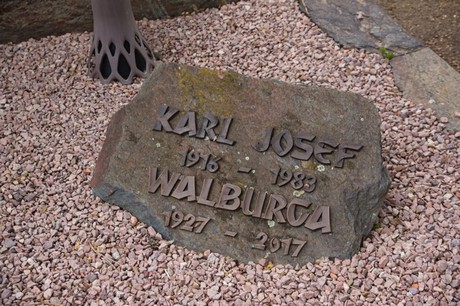 KARL JOSEF
1916 - 1983
WALBURGA
1927 - 2017